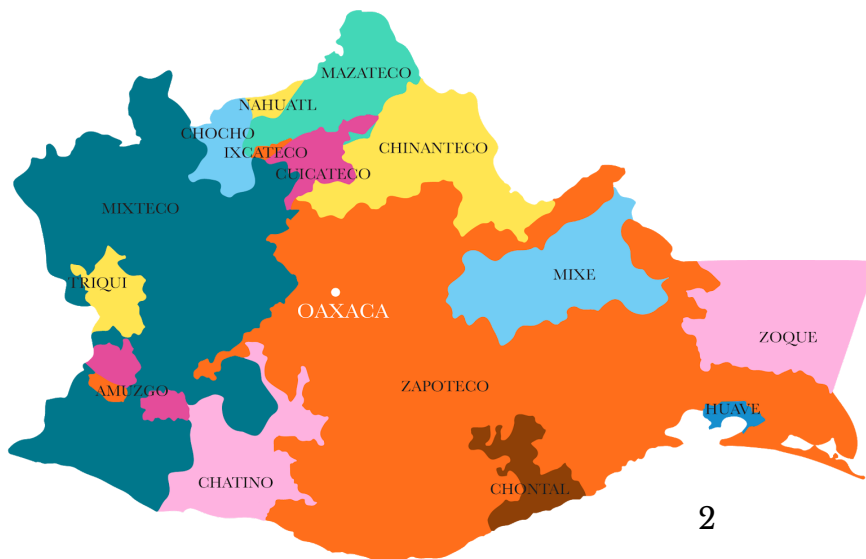 MAZATECO
NAHUATL
CHOCHO
IXCATECO
CHINANTECO
CUICATECO
MIXTECO
TRIQUI
MIXE
OAXACA
ZOQUE
ZAPOTECO
AMUZGO
HUAVE
CHATINO
CHONTAL
2